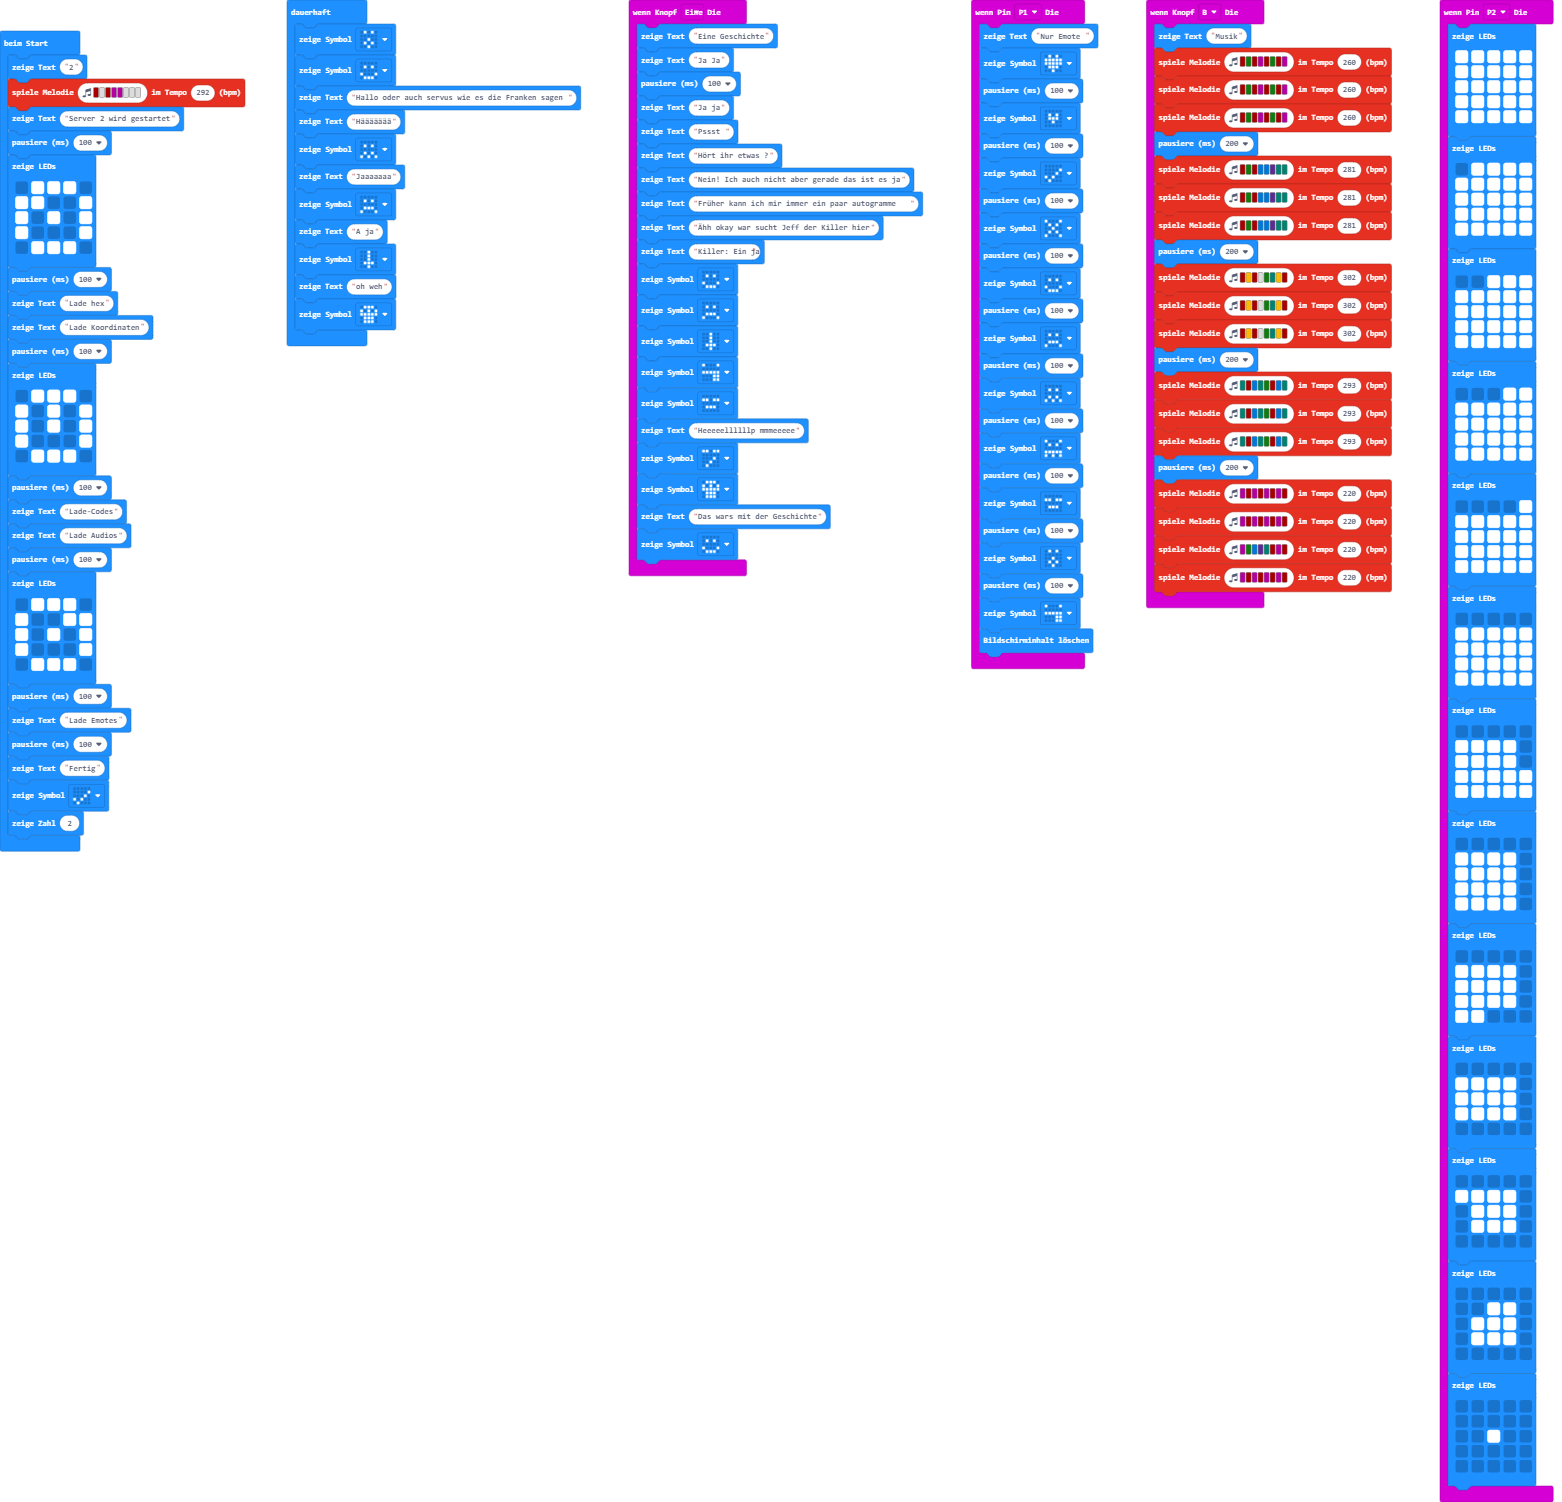 beim Start
zeige Text "2"
spiele Melodie im Tempo 292 (bpm)
zeige Text "Server 2 wird gestartet"
pausiere (ms) 100
zeige LEDs
pausiere (ms) 100
zeige Text "Lade hex"
zeige Text "Lade Koordinaten"
pausiere (ms) 100
zeige LEDs
pausiere (ms) 100
zeige Text "Lade-Codes"
zeige Text "Lade Audios"
pausiere (ms) 100
zeige LEDs
pausiere (ms) 100
zeige Text "Lade Emotes"
pausiere (ms) 100
zeige Text "Fertig"
zeige Symbol
zeige Zahl 2
dauerhaft
zeige Symbol
zeige Symbol
zeige Text "Hallo oder auch servus wie es die Franken sagen "
zeige Text "Häääääää"
zeige Symbol
zeige Text "Jaaaaaaa"
zeige Symbol
zeige Text "A ja"
zeige Symbol
zeige Text "oh weh"
zeige Symbol
wenn Knopf EiNe Die
zeige Text "Eine Geschichte"
zeige Text "Ja Ja"
pausiere (ms) 100
zeige Text "Ja ja"
zeige Text "Pssst "
zeige Text "Hört ihr etwas ?"
zeige Text "Nein! Ich auch nicht aber gerade das ist es ja"
zeige Text "Früher kann ich mir immer ein paar autogramme "
zeige Text "Ähh okay war sucht Jeff der Killer hier"
zeige Text "Killer: Ein ja
zeige Symbol
zeige Symbol
zeige Symbol
zeige Symbol
zeige Symbol
zeige Text "Heeeeellllllp mmmeeeee"
zeige Symbol
zeige Symbol
zeige Text "Das wars mit der Geschichte"
zeige Symbol
wenn Pin P1 Die
zeige Text "Nur Emote "
zeige Symbol
pausiere (ms) 100
zeige Symbol
pausiere (ms) 100
zeige Symbol
pausiere (ms) 100
zeige Symbol
pausiere (ms) 100
zeige Symbol
pausiere (ms) 100
zeige Symbol
pausiere (ms) 100
zeige Symbol
pausiere (ms) 100
zeige Symbol
pausiere (ms) 100
zeige Symbol
pausiere (ms) 100
zeige Symbol
pausiere (ms) 100
zeige Symbol
Bildschirminhalt löschen
wenn Knopf B Die
zeige Text "Musik"
spiele Melodie im Tempo 260 (bpm)
spiele Melodie im Tempo 260 (bpm)
spiele Melodie im Tempo 260 (bpm)
pausiere (ms) 200
spiele Melodie im Tempo 281 (bpm)
spiele Melodie im Tempo 281 (bpm)
spiele Melodie im Tempo 281 (bpm)
pausiere (ms) 200
spiele Melodie im Tempo 302 (bpm)
spiele Melodie im Tempo 302 (bpm)
spiele Melodie im Tempo 302 (bpm)
pausiere (ms) 200
spiele Melodie im Tempo 293 (bpm)
spiele Melodie im Tempo 293 (bpm)
spiele Melodie im Tempo 293 (bpm)
pausiere (ms) 200
spiele Melodie im Tempo 220 (bpm)
spiele Melodie im Tempo 220 (bpm)
spiele Melodie im Tempo 220 (bpm)
spiele Melodie im Tempo 220 (bpm)
wenn Pin P2 Die
zeige LEDs
zeige LEDs
zeige LEDs
zeige LEDs
zeige LEDs
zeige LEDs
zeige LEDs
zeige LEDs
zeige LEDs
zeige LEDs
zeige LEDs
zeige LEDs
zeige LEDs